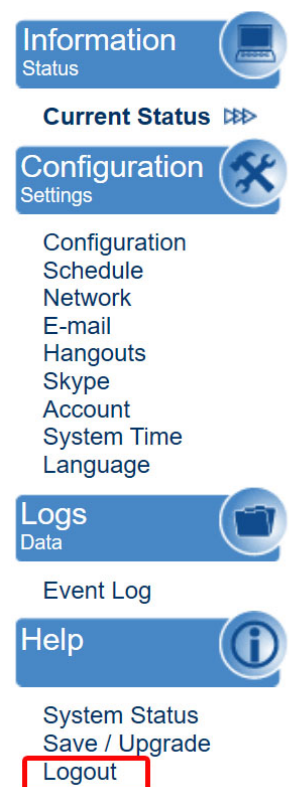 Information
Status
Current Status
Configuration
Settings
Configuration
Schedule
Network
E-mail
Hangouts
Skype
Account
System Time
Language
Logs
Data
Event Log
Help
System Status
Save / Upgrade
Logout